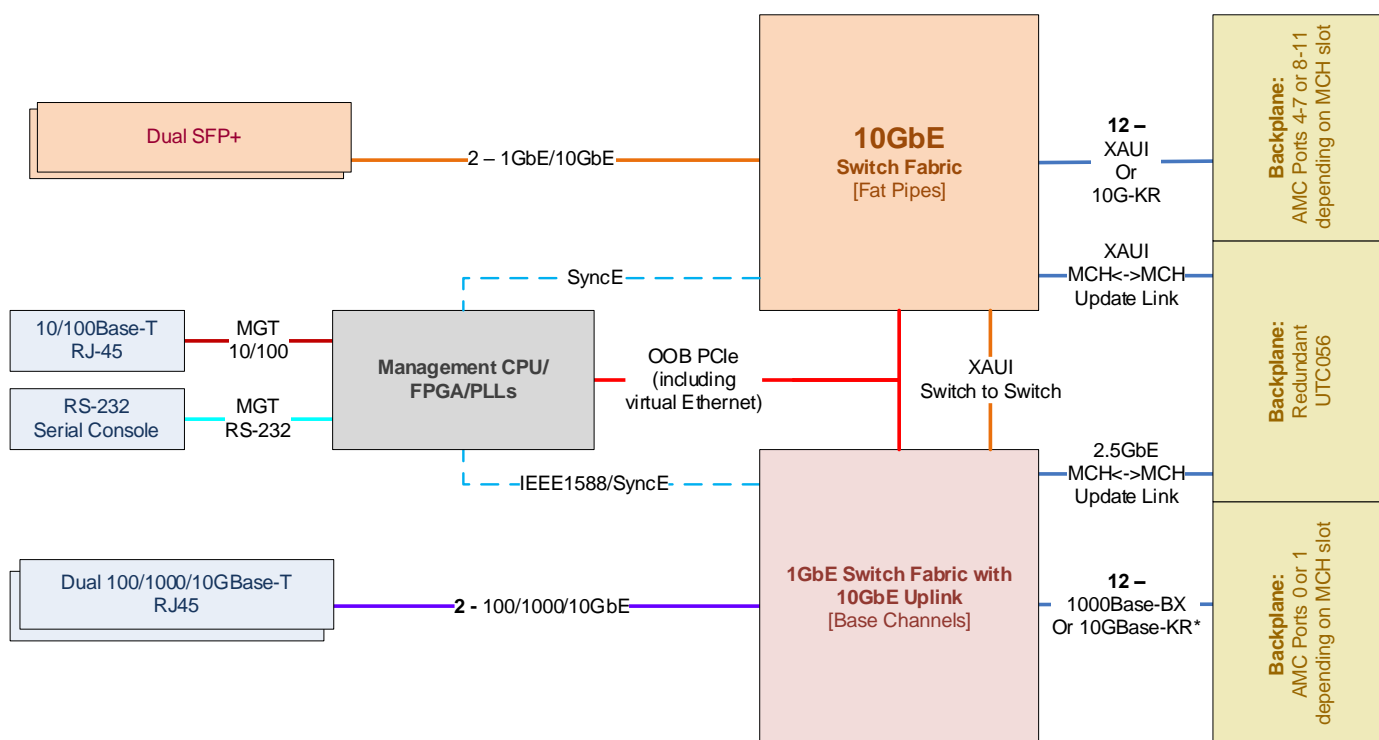 Dual SFP+
2 – 1GbE/10GbE
10GbE
Switch Fabric
[Fat Pipes]
12 –
XAUI
Or
10G-KR
Backplane:
AMC Ports 4-7 or 8-11
depending on MCH slot
SyncE
XAUI
MCH<->MCH
Update Link
10/100Base-T
RJ-45
MGT
10/100
Management CPU/
FPGA/PLLs
OOB PCIe
(including
virtual Ethernet)
XAUI
Switch to Switch
Backplane:
Redundant
UTC056
RS-232
Serial Console
MGT
RS-232
IEEE1588/SyncE
2.5GbE
MCH<->MCH
Update Link
Dual 100/1000/10GBase-T
RJ45
2 - 100/1000/10GbE
1GbE Switch Fabric with
10GbE Uplink
[Base Channels]
12 –
1000Base-BX
Or 10GBase-KR*
Backplane:
AMC Ports 0 or 1
depending on MCH slot